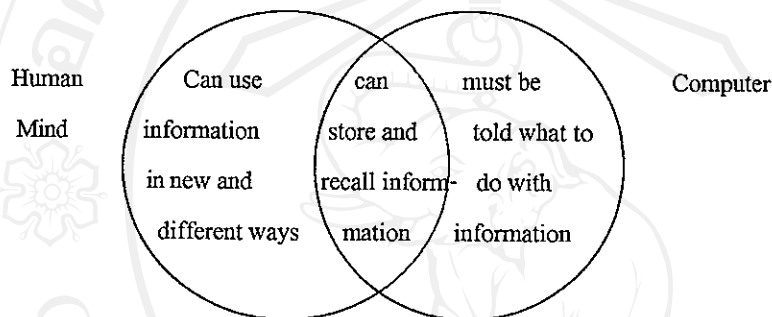 Human Can use can must be Computer
Mind information store and told what to
in new and recall inform- do with
different ways mation information